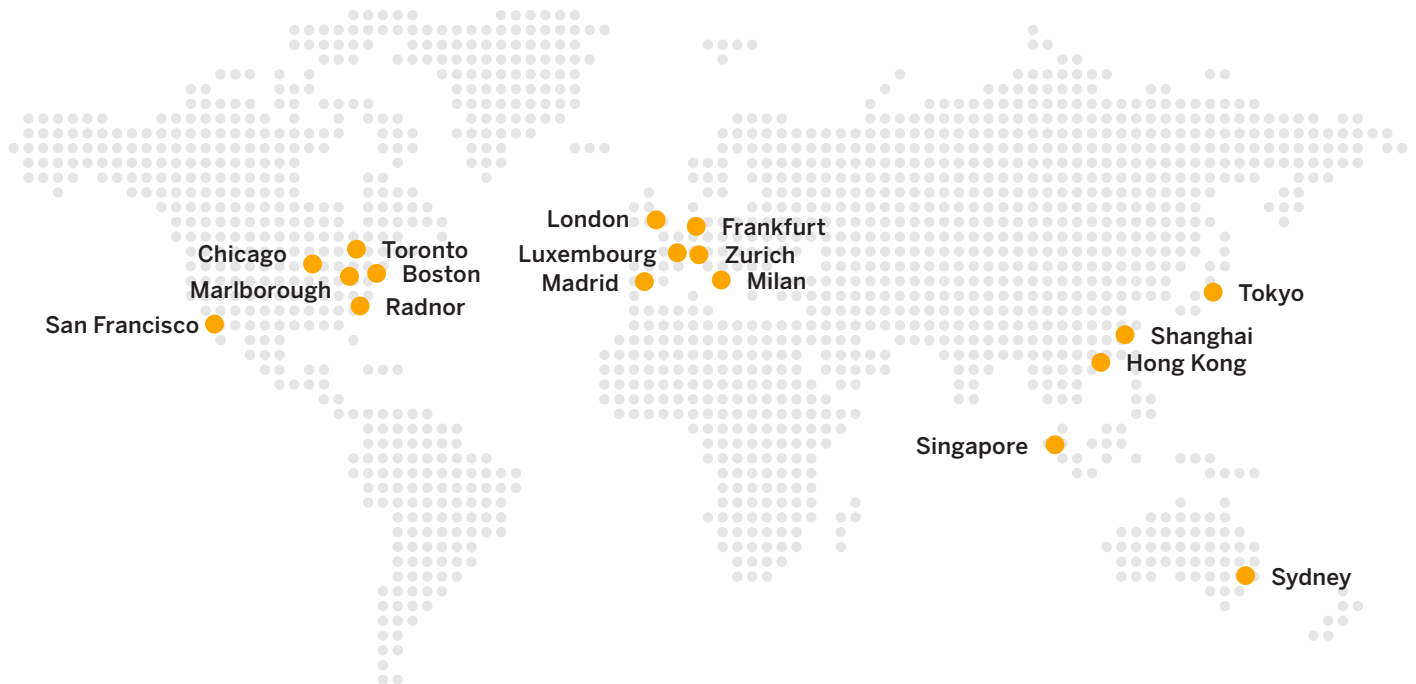 London
Frankfurt
Chicago
Toronto
Luxembourg
Zurich
Marlborough
Boston
Madrid
Milan
San Francisco
Radnor
Tokyo
Shanghai
Hong Kong
Singapore
Sydney